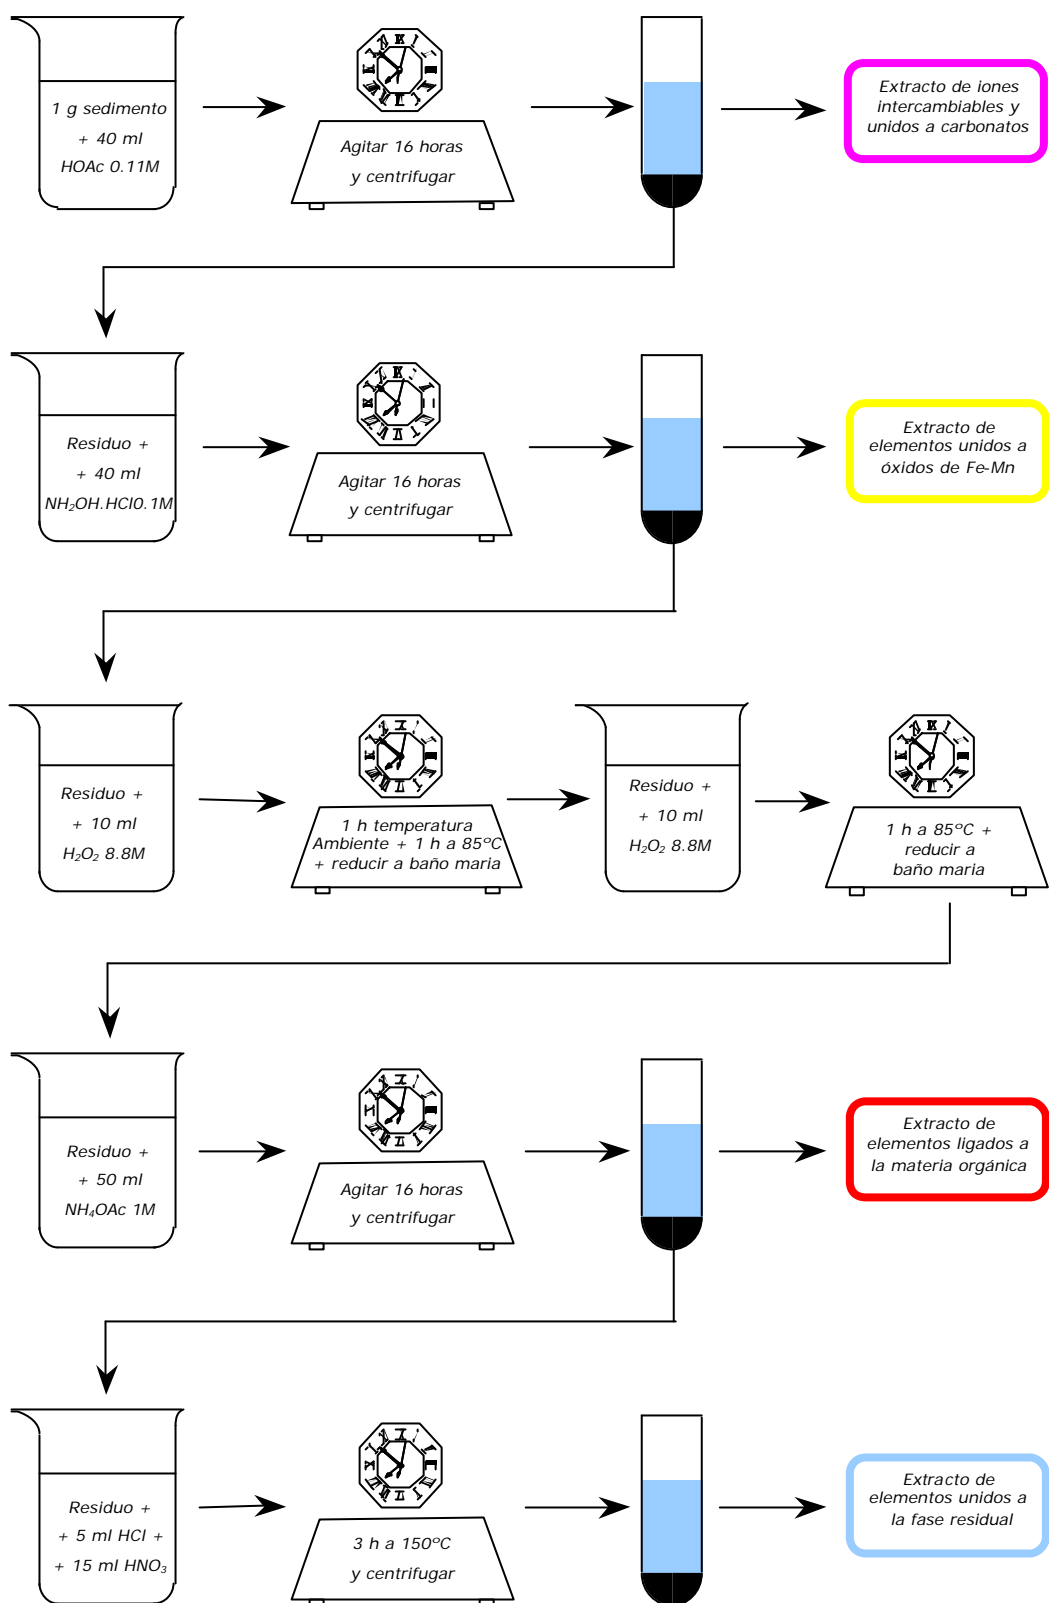 1 g sedimento
+ 40 ml
HOAc 0.11M
Agitar 16 horas
y centrifugar
Extracto de iones
intercambiables y
unidos a carbonatos
Residuo +
+ 40 ml
NH₂OH.HCl0.1M
Agitar 16 horas
y centrifugar
Extracto de
elementos unidos a
óxidos de Fe-Mn
Residuo +
+ 10 ml
H₂O₂ 8.8M
1 h temperatura
Ambiente + 1 h a 85ºC
+ reducir a baño maria
Residuo +
+ 10 ml
H₂O₂ 8.8M
1 h a 85ºC +
reducir a
baño maria
Residuo +
+ 50 ml
NH₄OAc 1M
Agitar 16 horas
y centrifugar
Extracto de
elementos ligados a
la materia orgánica
Residuo +
+ 5 ml HCl +
+ 15 ml HNO₃
3 h a 150ºC
y centrifugar
Extracto de
elementos unidos a
la fase residual